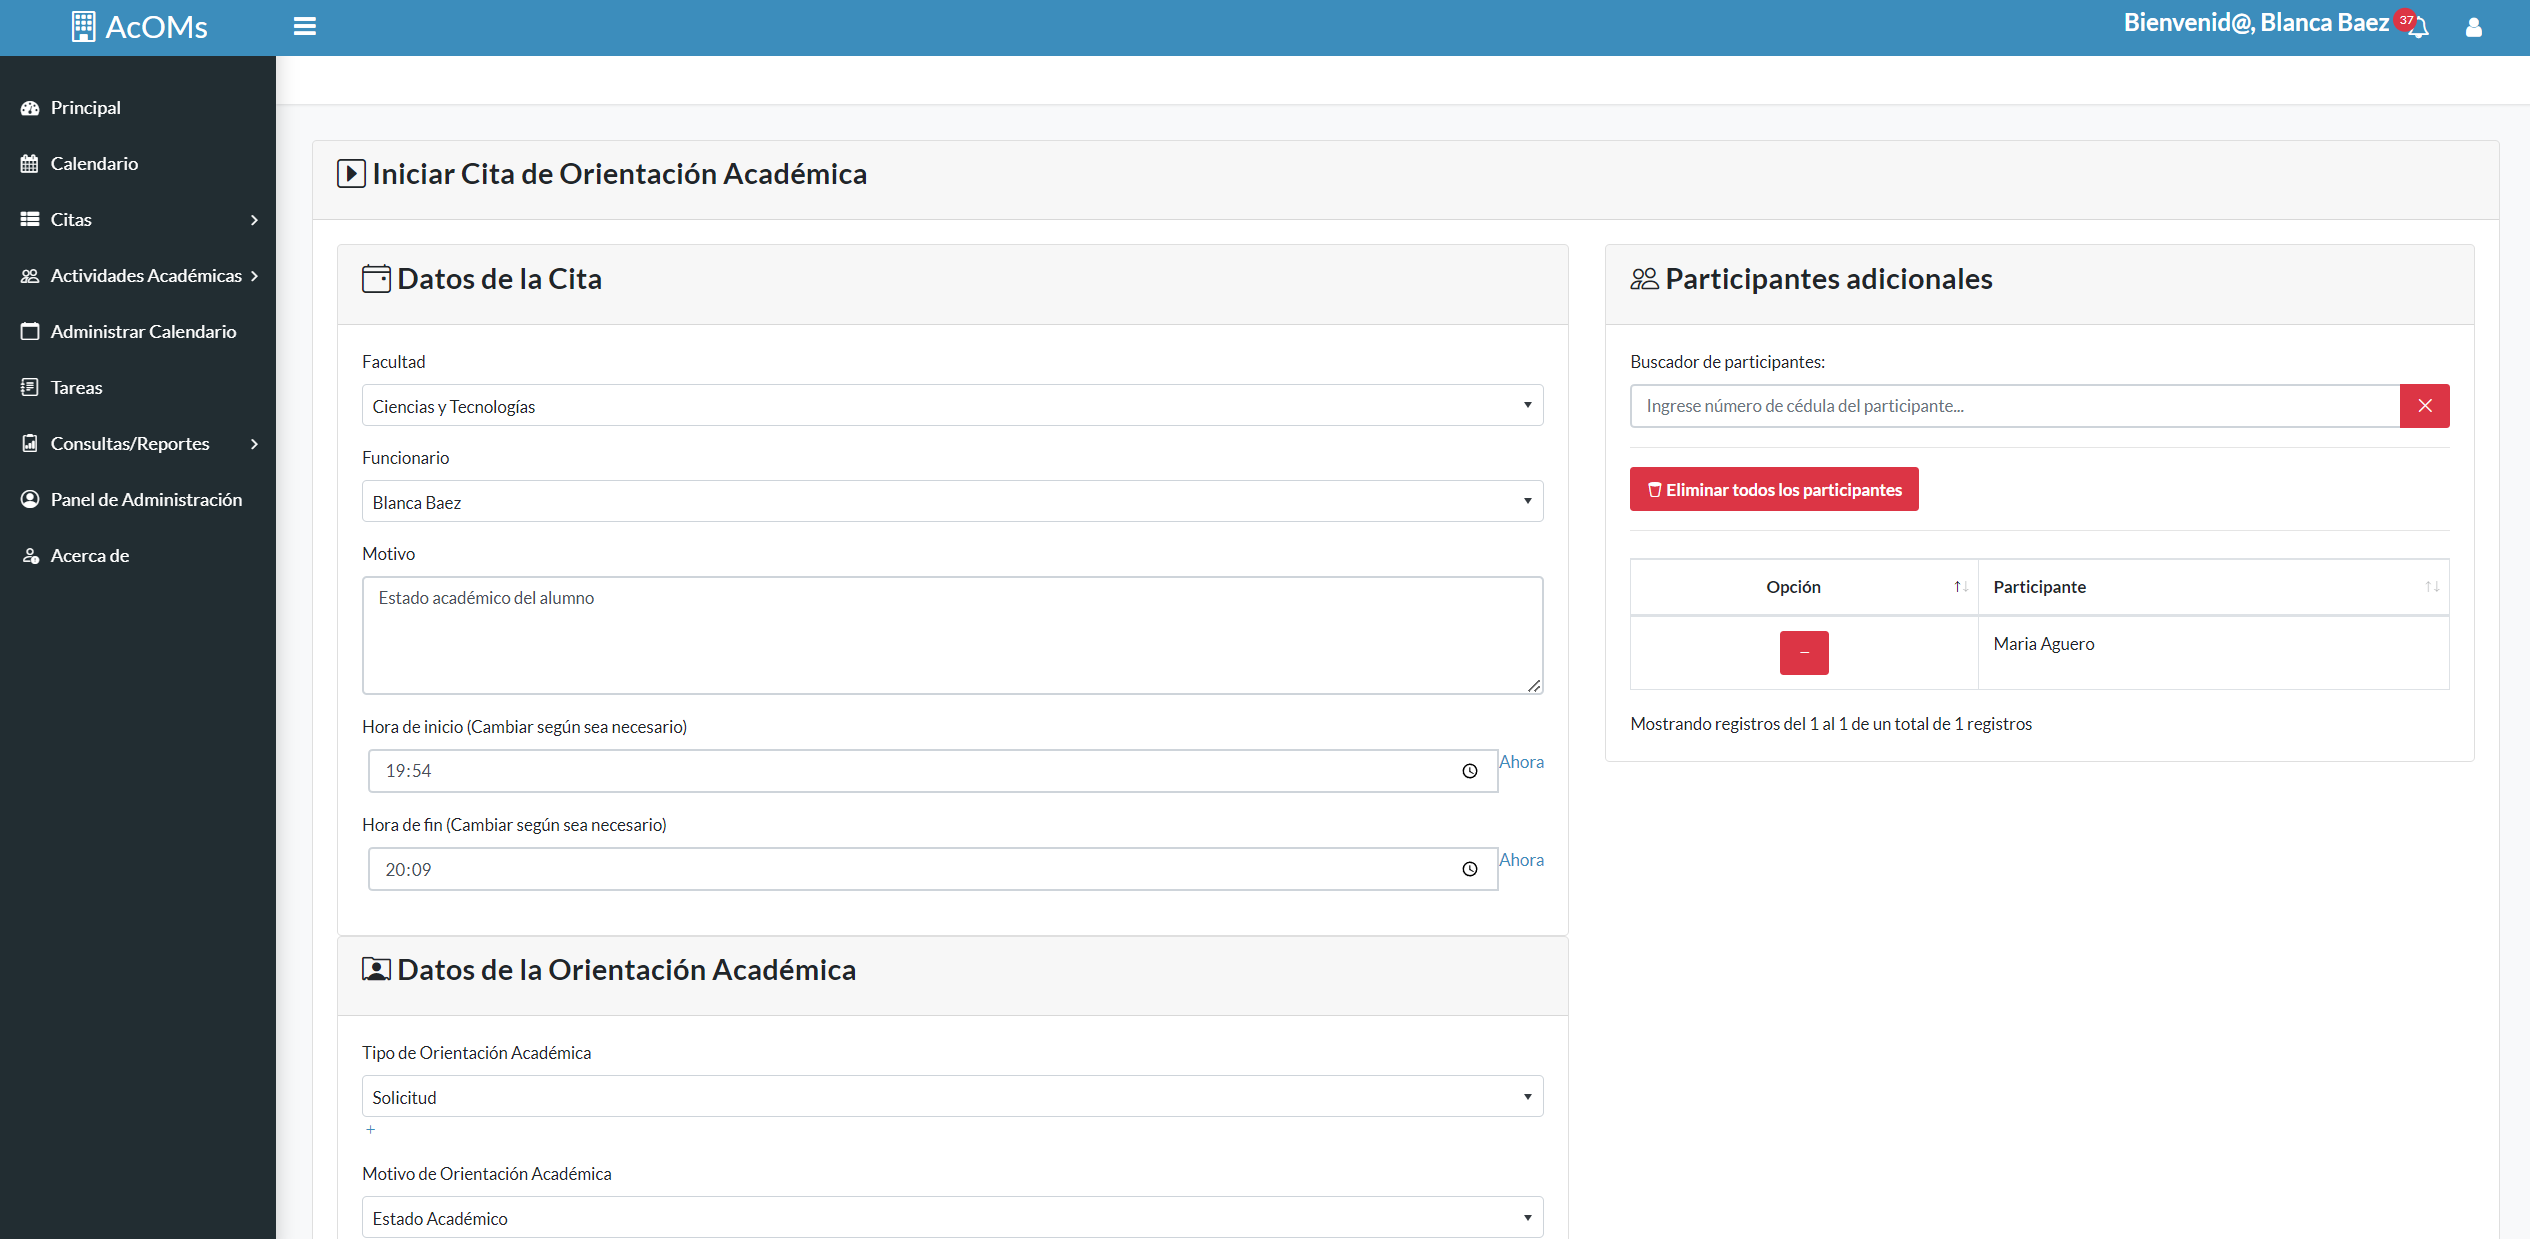 AcOMs
Bienvenid@, Blanca Baez 37
Principal
Calendario
Citas
Actividades Académicas
Administrar Calendario
Tareas
Consultas/Reportes
Panel de Administración
Acerca de
Iniciar Cita de Orientación Académica
Datos de la Cita
Facultad
Ciencias y Tecnologías
Funcionario
Blanca Baez
Motivo
Estado académico del alumno
Hora de inicio (Cambiar según sea necesario)
19:54
Ahora
Hora de fin (Cambiar según sea necesario)
20:09
Ahora
Datos de la Orientación Académica
Tipo de Orientación Académica
Solicitud
+
Motivo de Orientación Académica
Estado Académico
Participantes adicionales
Buscador de participantes:
Ingrese número de cédula del participante...
Eliminar todos los participantes
Opción Participante
Maria Aguero
Mostrando registros del 1 al 1 de un total de 1 registros